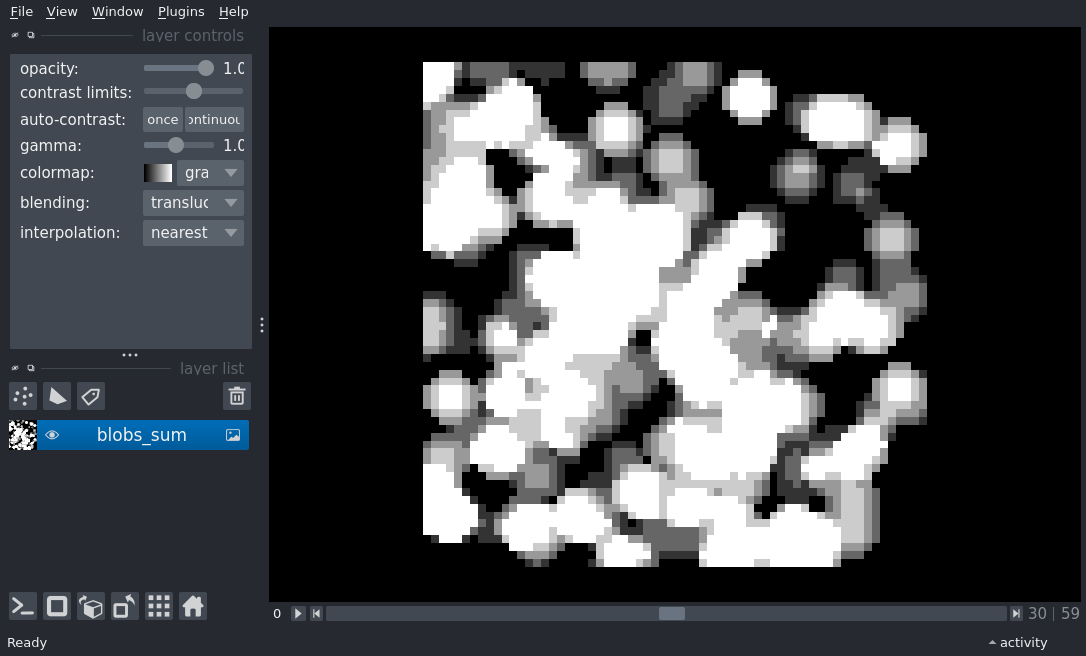 File View Window Plugins Help
layer controls
opacity: 1.0
contrast limits:
auto-contrast: once ontinuou
gamma: 1.0
colormap: gra
blending: transluc
interpolation: nearest
layer list
blobs_sum
0 30 | 59
Ready activity